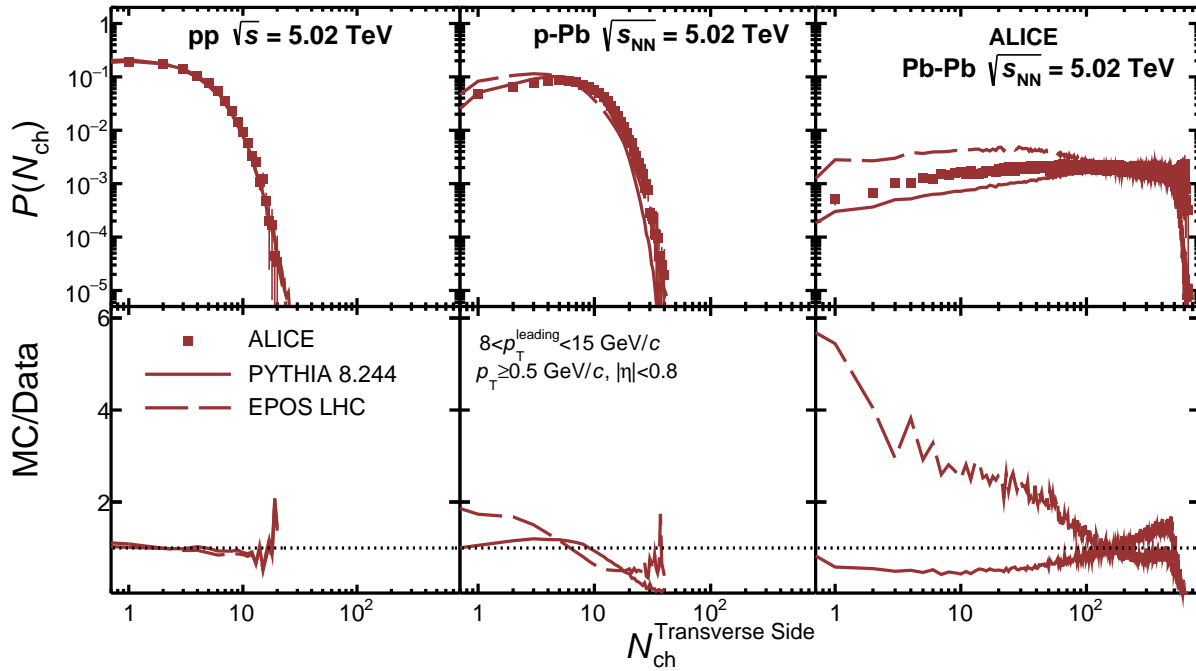 pp √s = 5.02 TeV
p-Pb √sNN = 5.02 TeV
ALICE
Pb-Pb √sNN = 5.02 TeV
P(Nch)
1
10⁻¹
10⁻²
10⁻³
10⁻⁴
10⁻⁵
MC/Data
6
4
2
ALICE
PYTHIA 8.244
EPOS LHC
8<pTleading<15 GeV/c
pT≥0.5 GeV/c, |η|<0.8
1 10 10²
1 10 10²
1 10 10²
NchTransverse Side